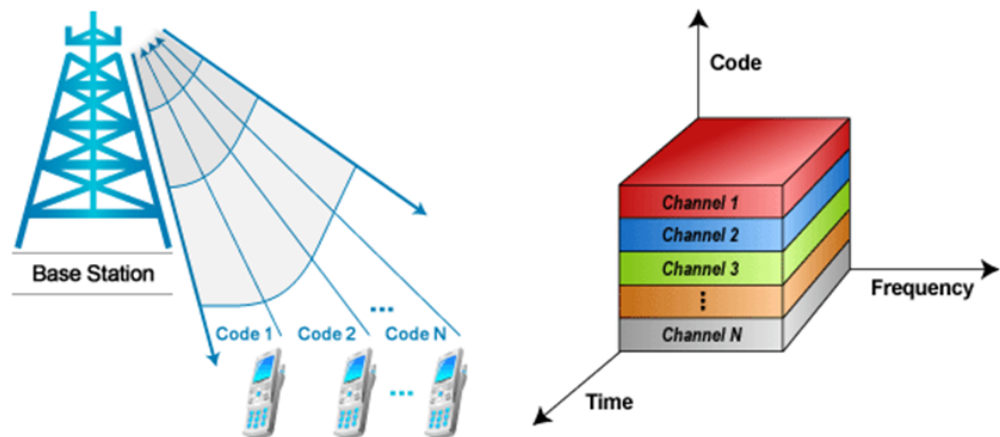 Base Station
...
Code 1 Code 2 Code N
...
Code
Channel 1
Channel 2
Channel 3
⋮
Channel N
Frequency
Time